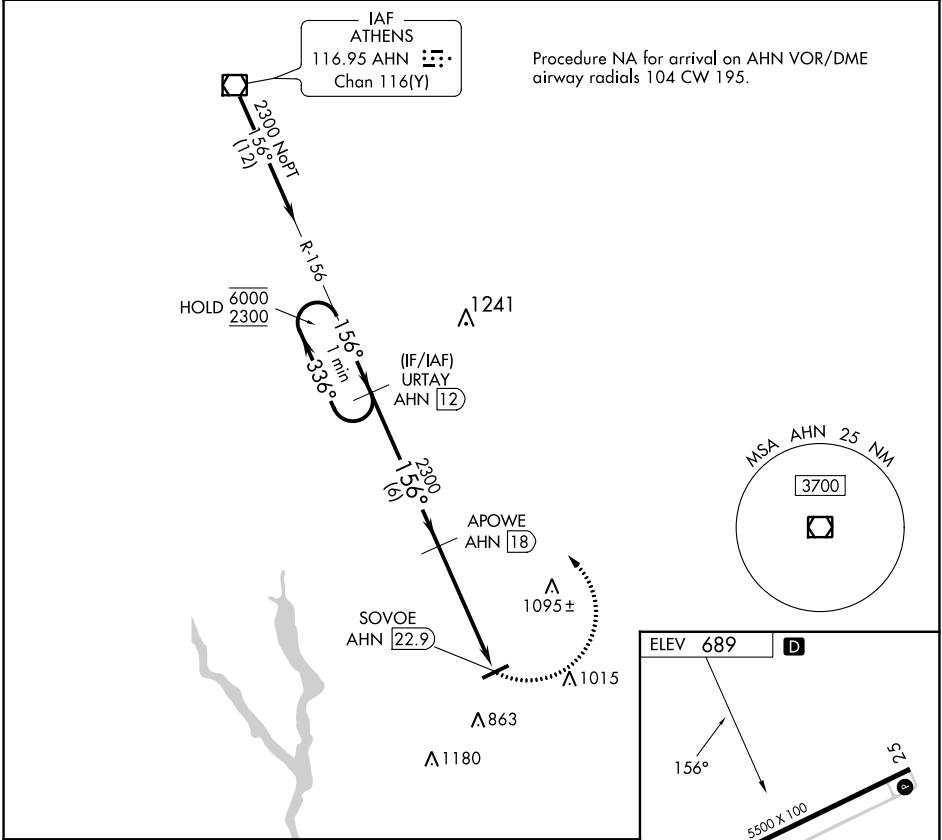 IAF
ATHENS
116.95 AHN
Chan 116(Y)
Procedure NA for arrival on AHN VOR/DME
airway radials 104 CW 195.
2300 NoPT
156°
(12)
R-156
HOLD 6000
2300
156°
1 min
336°
1241
(IF/IAF)
URTAY
AHN 12
2300
156°
(6)
APOWE
AHN 18
MSA AHN 25 NM
3700
1095±
SOVOE
AHN 22.9
1015
863
1180
ELEV 689 D
156°
25
P
5500 X 100